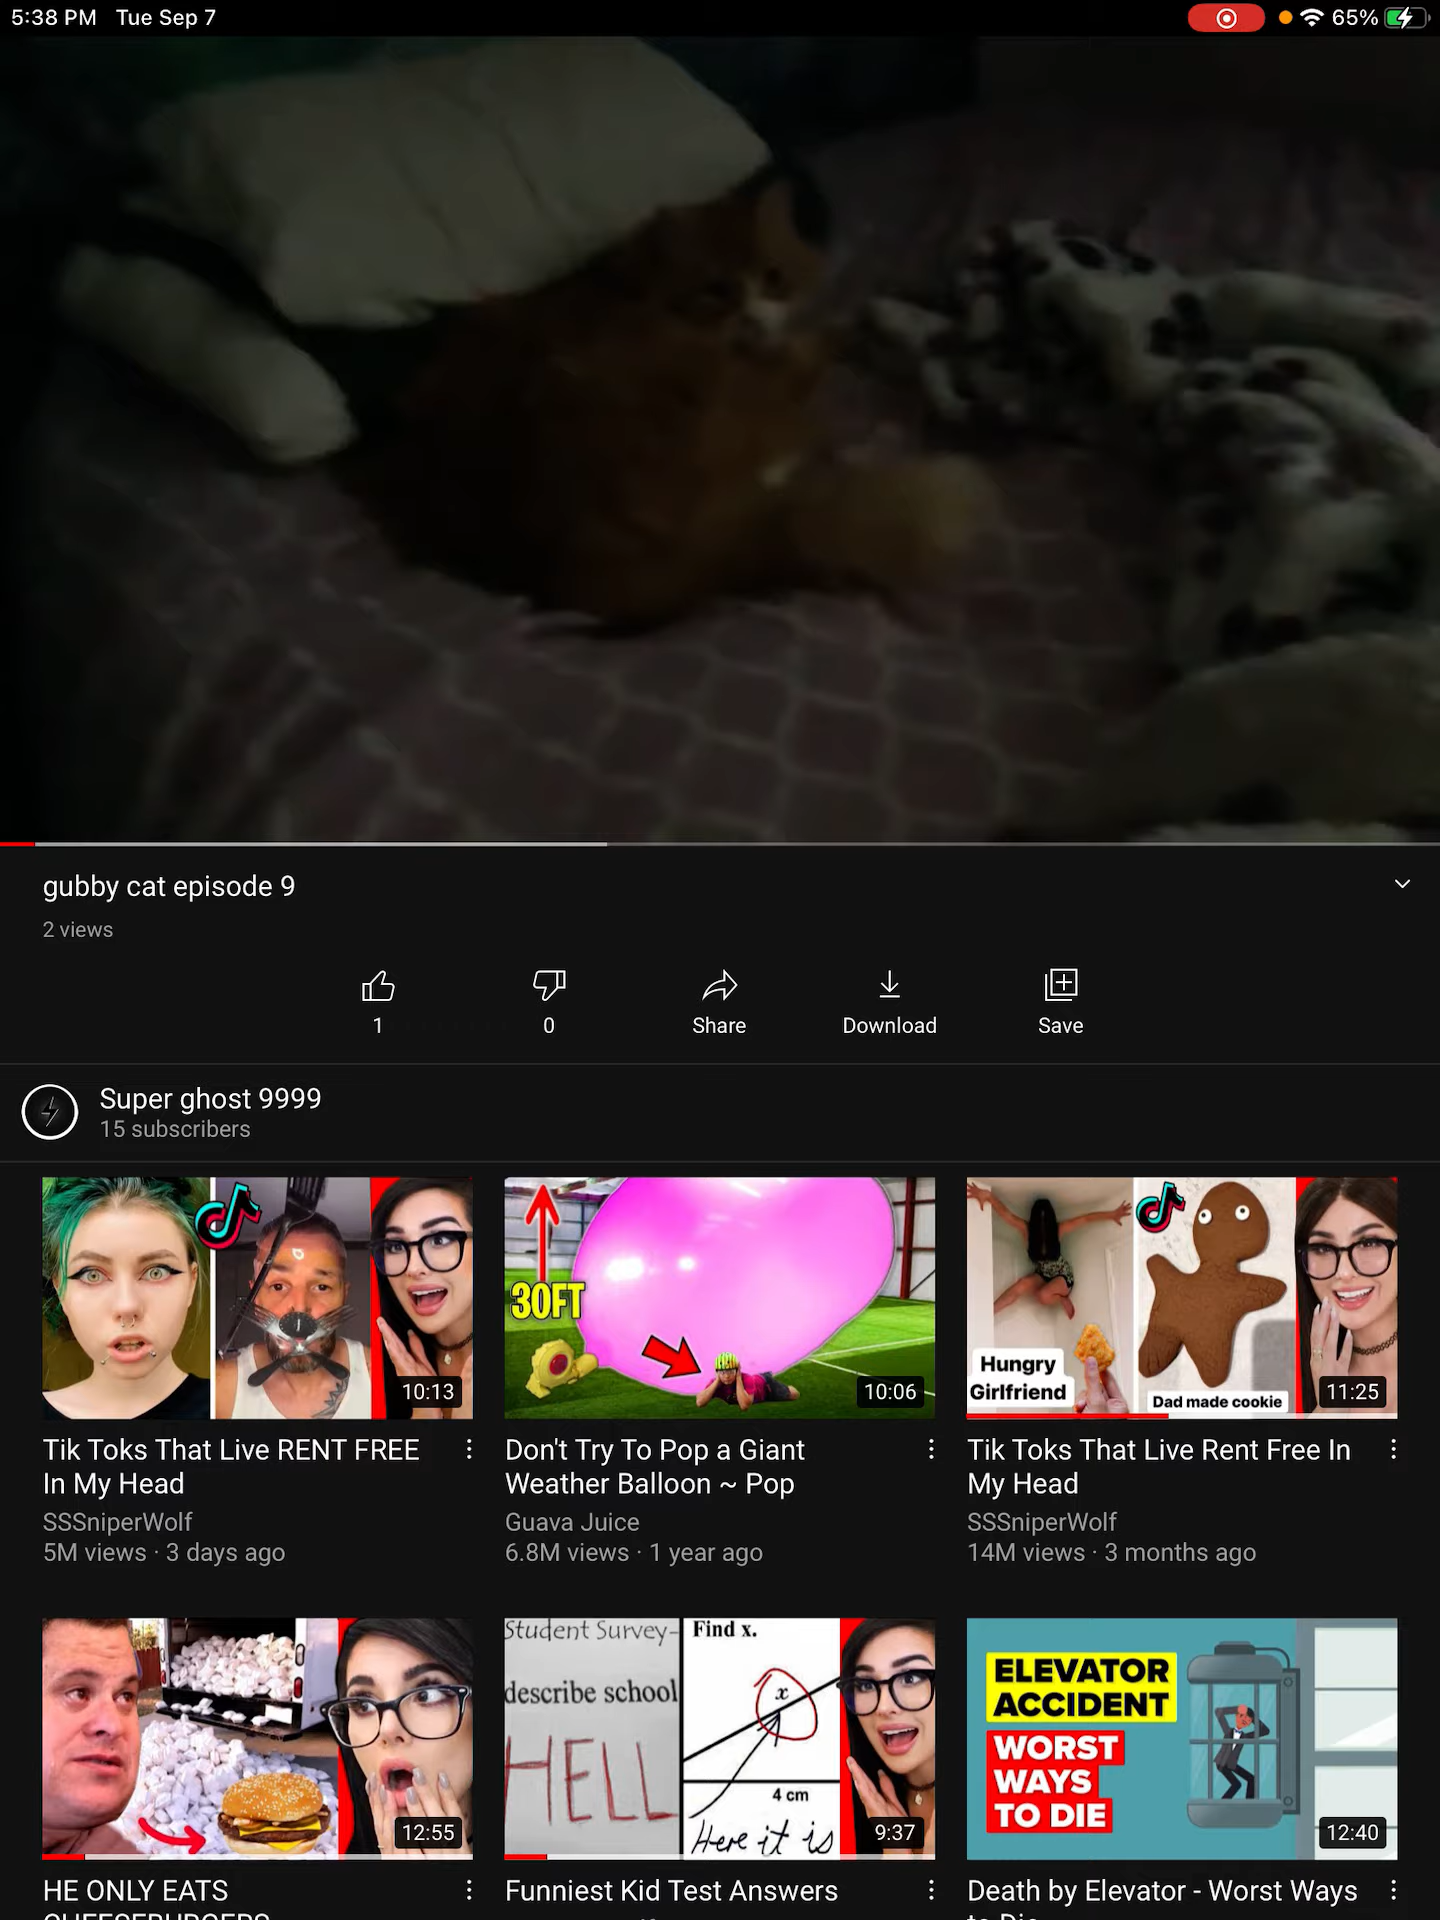 5:38 PM Tue Sep 7
65%
gubby cat episode 9
2 views
1
0
Share
Download
Save
Super ghost 9999
15 subscribers
10:13
30FT
10:06
Hungry
Girlfriend
Dad made cookie
11:25
Tik Toks That Live RENT FREE
In My Head
SSSniperWolf
5M views · 3 days ago
Don't Try To Pop a Giant
Weather Balloon ~ Pop
Guava Juice
6.8M views · 1 year ago
Tik Toks That Live Rent Free In
My Head
SSSniperWolf
14M views · 3 months ago
12:55
Student Survey-
describe school
HELL
Find x.
x
4 cm
Here it is
9:37
ELEVATOR
ACCIDENT
WORST
WAYS
TO DIE
12:40
HE ONLY EATS
CHEESEBURGERS
Funniest Kid Test Answers
Death by Elevator - Worst Ways
to Die